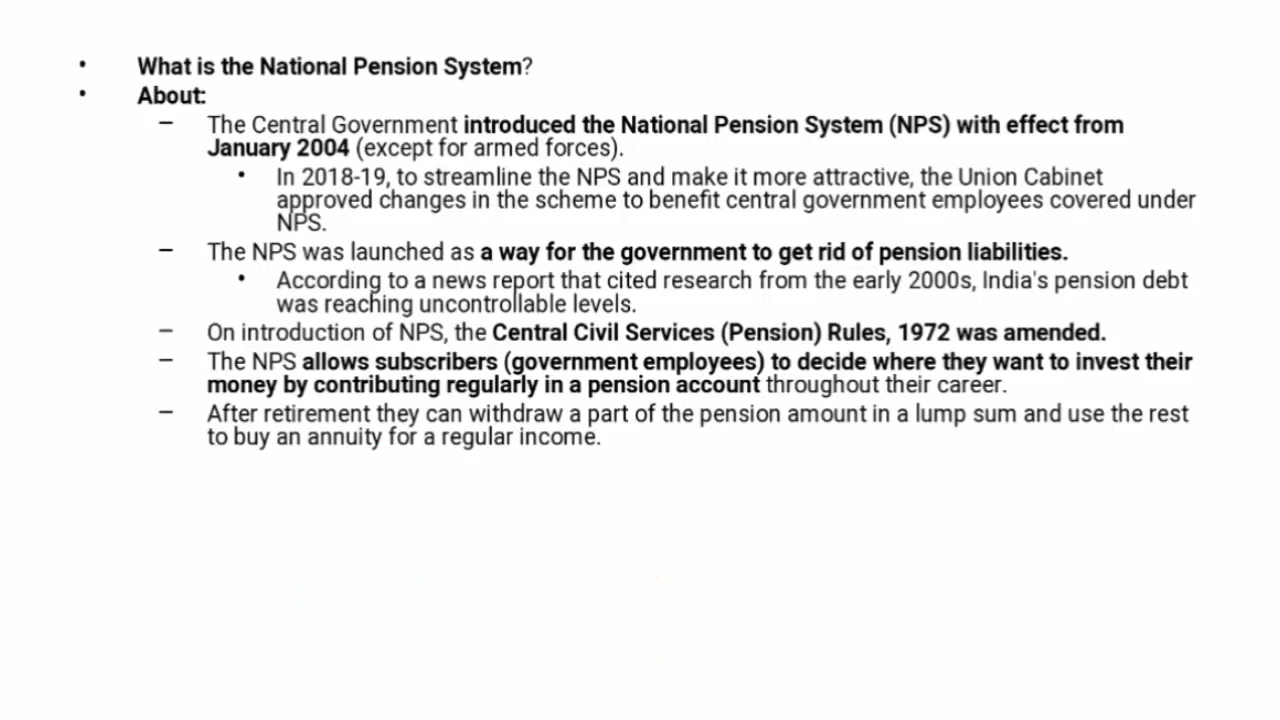 • What is the National Pension System?
• About:
– The Central Government introduced the National Pension System (NPS) with effect from
January 2004 (except for armed forces).
• In 2018-19, to streamline the NPS and make it more attractive, the Union Cabinet
approved changes in the scheme to benefit central government employees covered under
NPS.
– The NPS was launched as a way for the government to get rid of pension liabilities.
• According to a news report that cited research from the early 2000s, India's pension debt
was reaching uncontrollable levels.
– On introduction of NPS, the Central Civil Services (Pension) Rules, 1972 was amended.
– The NPS allows subscribers (government employees) to decide where they want to invest their
money by contributing regularly in a pension account throughout their career.
– After retirement they can withdraw a part of the pension amount in a lump sum and use the rest
to buy an annuity for a regular income.